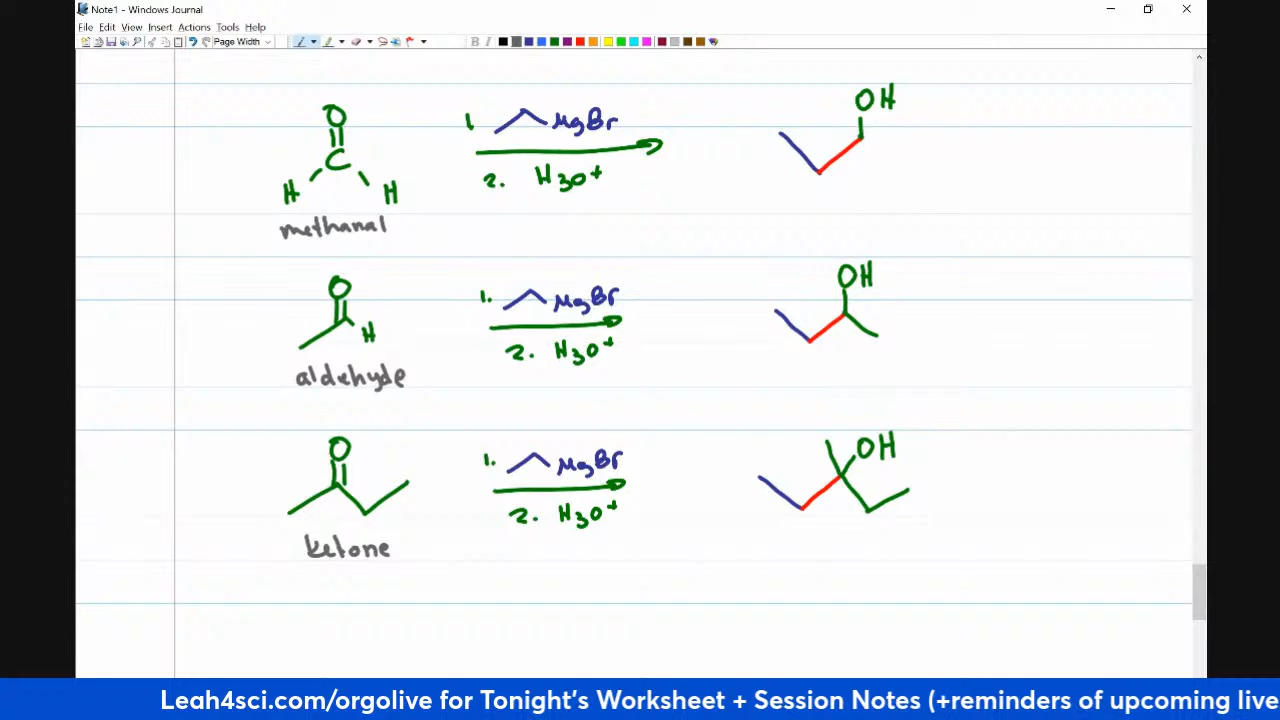 Note1 - Windows Journal
File Edit View Insert Actions Tools Help
Page Width B I
O
C
H H
methanal
1. MgBr
2. H3O+
OH
O
H
aldehyde
1. MgBr
2. H3O+
OH
O
ketone
1. MgBr
2. H3O+
OH
Leah4sci.com/orgolive for Tonight's Worksheet + Session Notes (+reminders of upcoming live